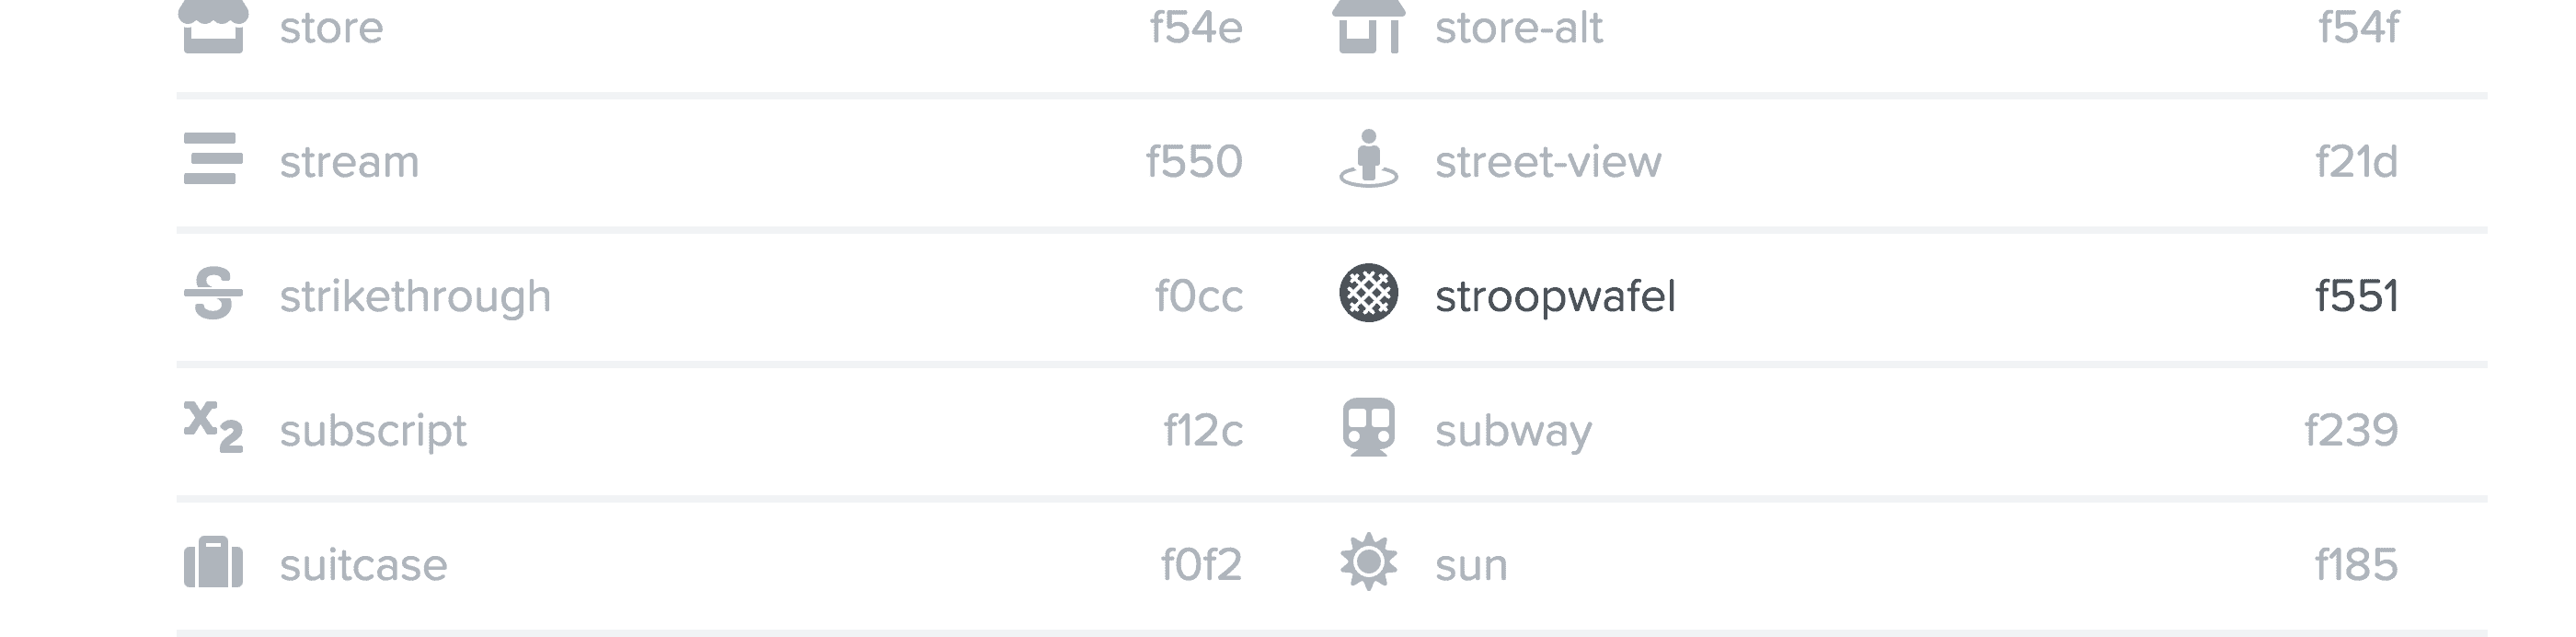 store f54e store-alt f54f
stream f550 street-view f21d
strikethrough f0cc stroopwafel f551
subscript f12c subway f239
suitcase f0f2 sun f185